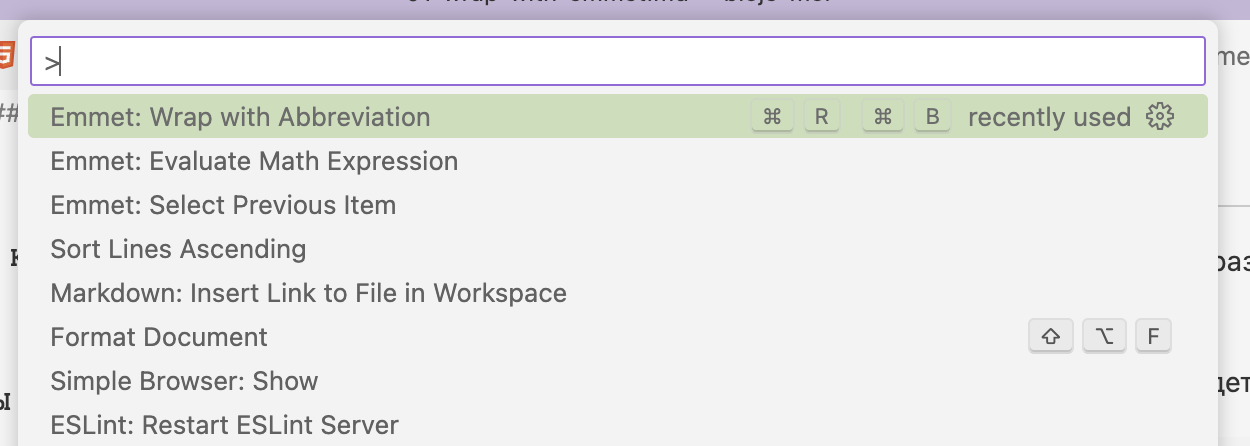 >
Emmet: Wrap with Abbreviation ⌘ R ⌘ B recently used
Emmet: Evaluate Math Expression
Emmet: Select Previous Item
Sort Lines Ascending
Markdown: Insert Link to File in Workspace
Format Document ⇧ ⌥ F
Simple Browser: Show
ESLint: Restart ESLint Server